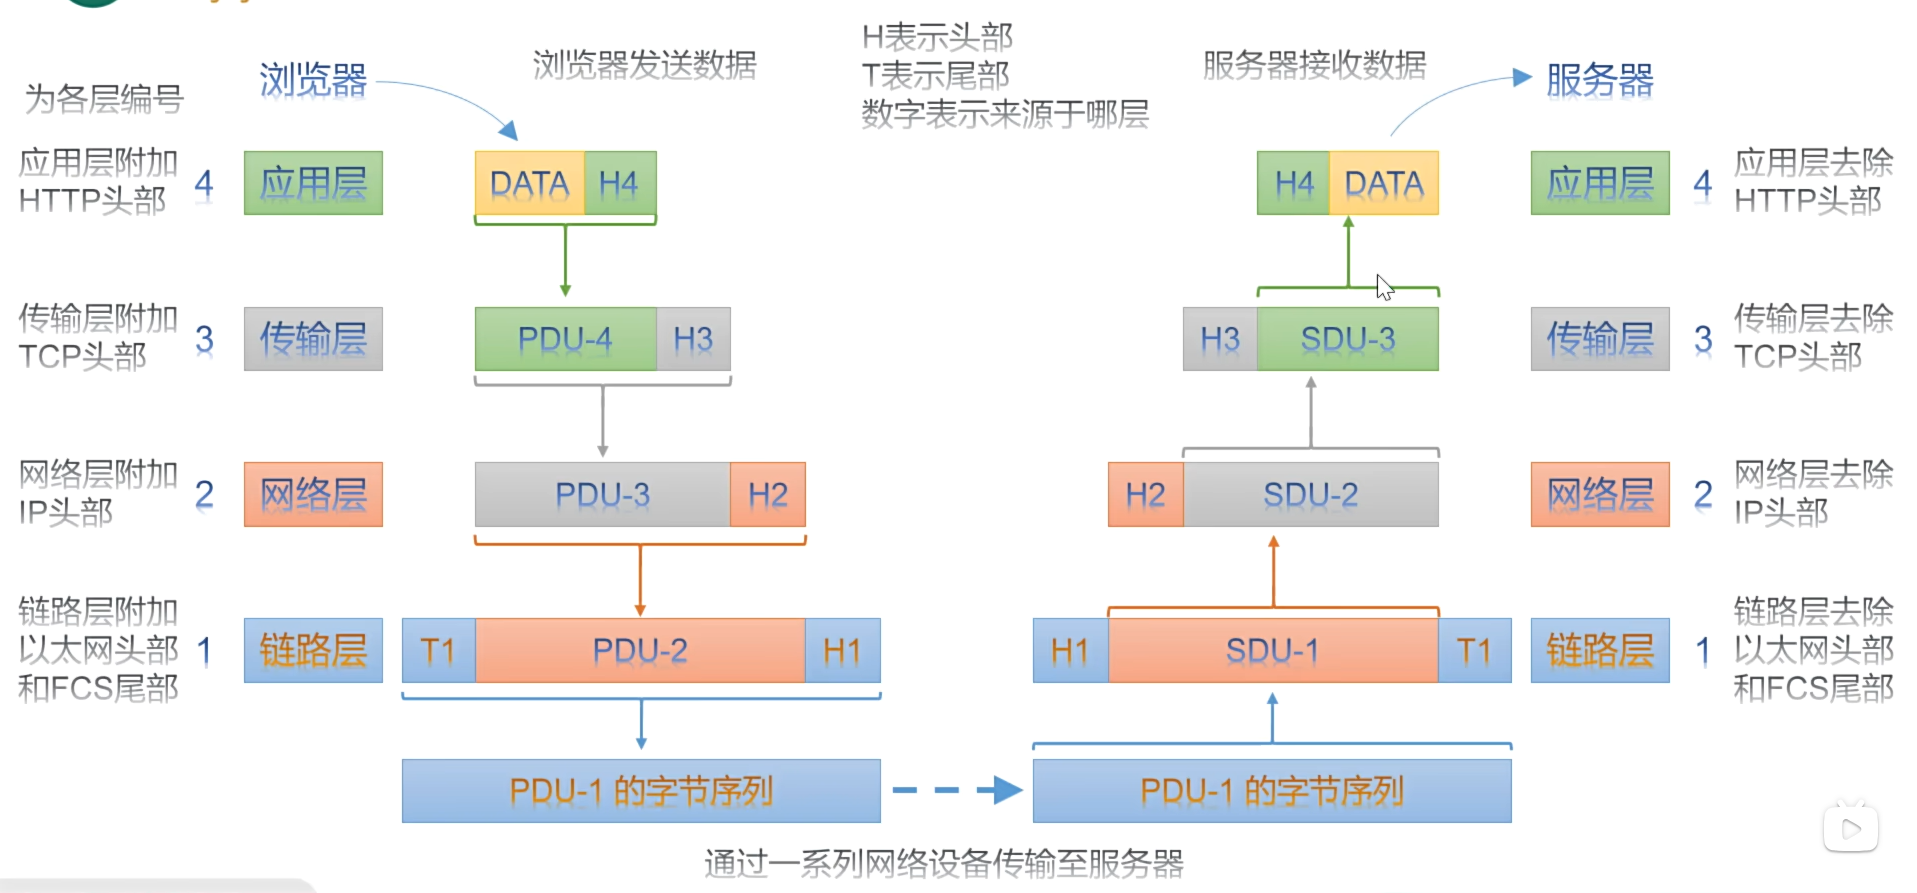 H表示头部
T表示尾部
数字表示来源于哪层
为各层编号
浏览器
浏览器发送数据
服务器接收数据
服务器
应用层附加
HTTP头部
4
应用层
DATA
H4
H4
DATA
应用层
4
应用层去除
HTTP头部
传输层附加
TCP头部
3
传输层
PDU-4
H3
H3
SDU-3
传输层
3
传输层去除
TCP头部
网络层附加
IP头部
2
网络层
PDU-3
H2
H2
SDU-2
网络层
2
网络层去除
IP头部
链路层附加
以太网头部
和FCS尾部
1
链路层
T1
PDU-2
H1
H1
SDU-1
T1
链路层
1
链路层去除
以太网头部
和FCS尾部
PDU-1 的字节序列
PDU-1 的字节序列
通过一系列网络设备传输至服务器